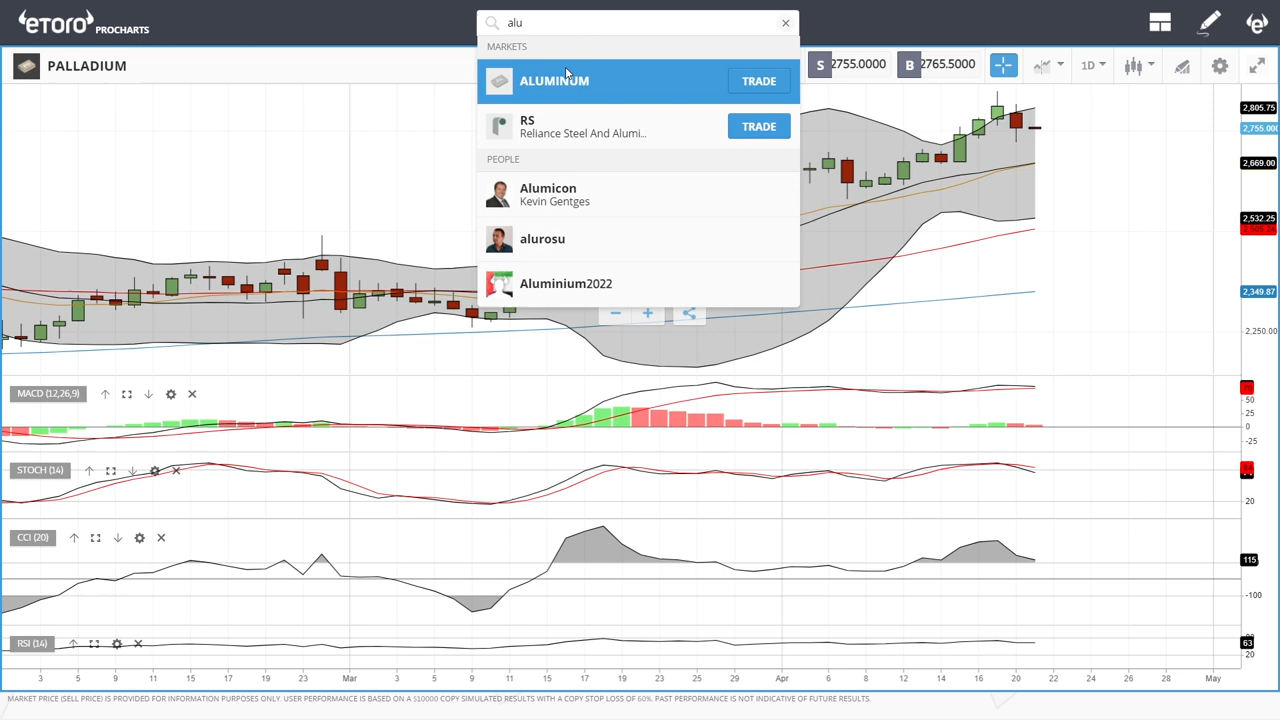 etoro PROCHARTS
alu
PALLADIUM
MARKETS
ALUMINUM TRADE
RS
Reliance Steel And Alumi... TRADE
PEOPLE
Alumicon
Kevin Gentges
alurosu
Aluminium2022
S 2755.0000 B 2765.5000 1D
2,805.75
2,755.000
2,669.00
2,532.25
2,349.87
2,250.00
MACD (12,26,9)
50
25
0
-25
STOCH (14)
20
CCI (20)
115
-100
RSI (14)
63
20
3 5 9 11 15 17 19 23 25 Mar 3 5 9 11 15 17 19 23 25 29 Apr 6 8 12 14 16 20 22 26 28 May
MARKET PRICE (SELL PRICE) IS PROVIDED FOR INFORMATION PURPOSES ONLY. USER PERFORMANCE IS BASED ON A $10000 COPY SIMULATED RESULTS WITH A COPY STOP LOSS OF 60%. PAST PERFORMANCE IS NOT INDICATIVE OF FUTURE RESULTS.